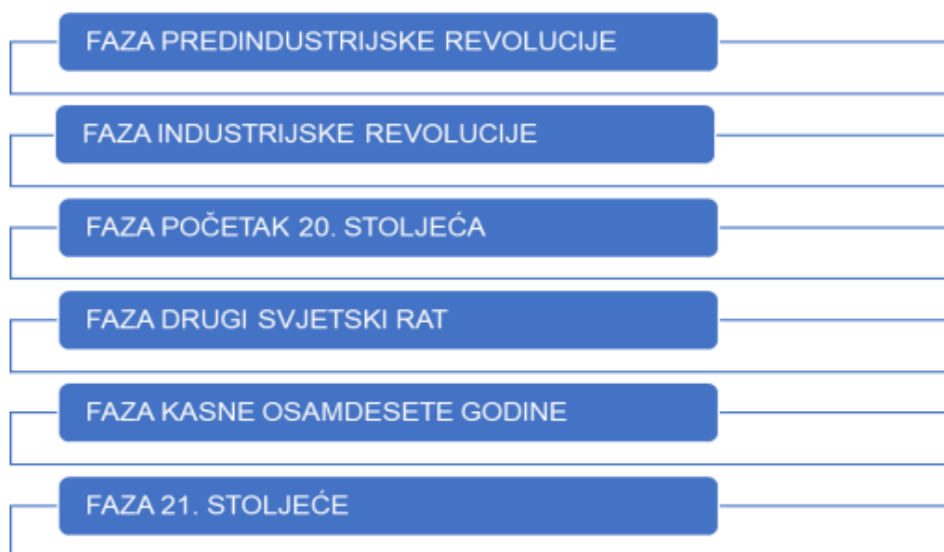 FAZA PREDINDUSTRIJSKE REVOLUCIJE
FAZA INDUSTRIJSKE REVOLUCIJE
FAZA POČETAK 20. STOLJEĆA
FAZA DRUGI SVJETSKI RAT
FAZA KASNE OSAMDESETE GODINE
FAZA 21. STOLJEĆE